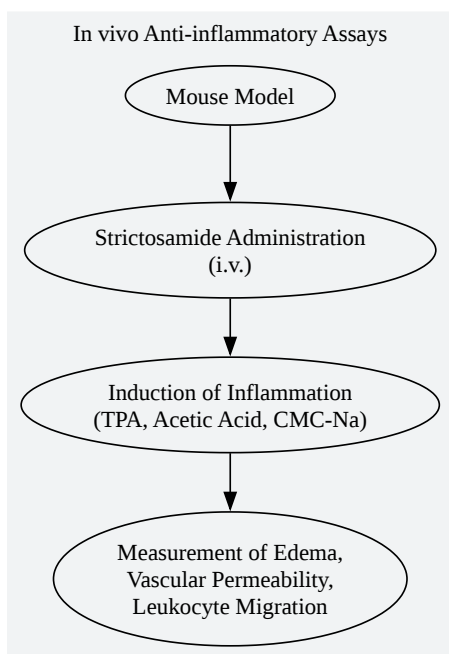 In vivo Anti-inflammatory Assays
Mouse Model
Strictosamide Administration
(i.v.)
Induction of Inflammation
(TPA, Acetic Acid, CMC-Na)
Measurement of Edema,
Vascular Permeability,
Leukocyte Migration